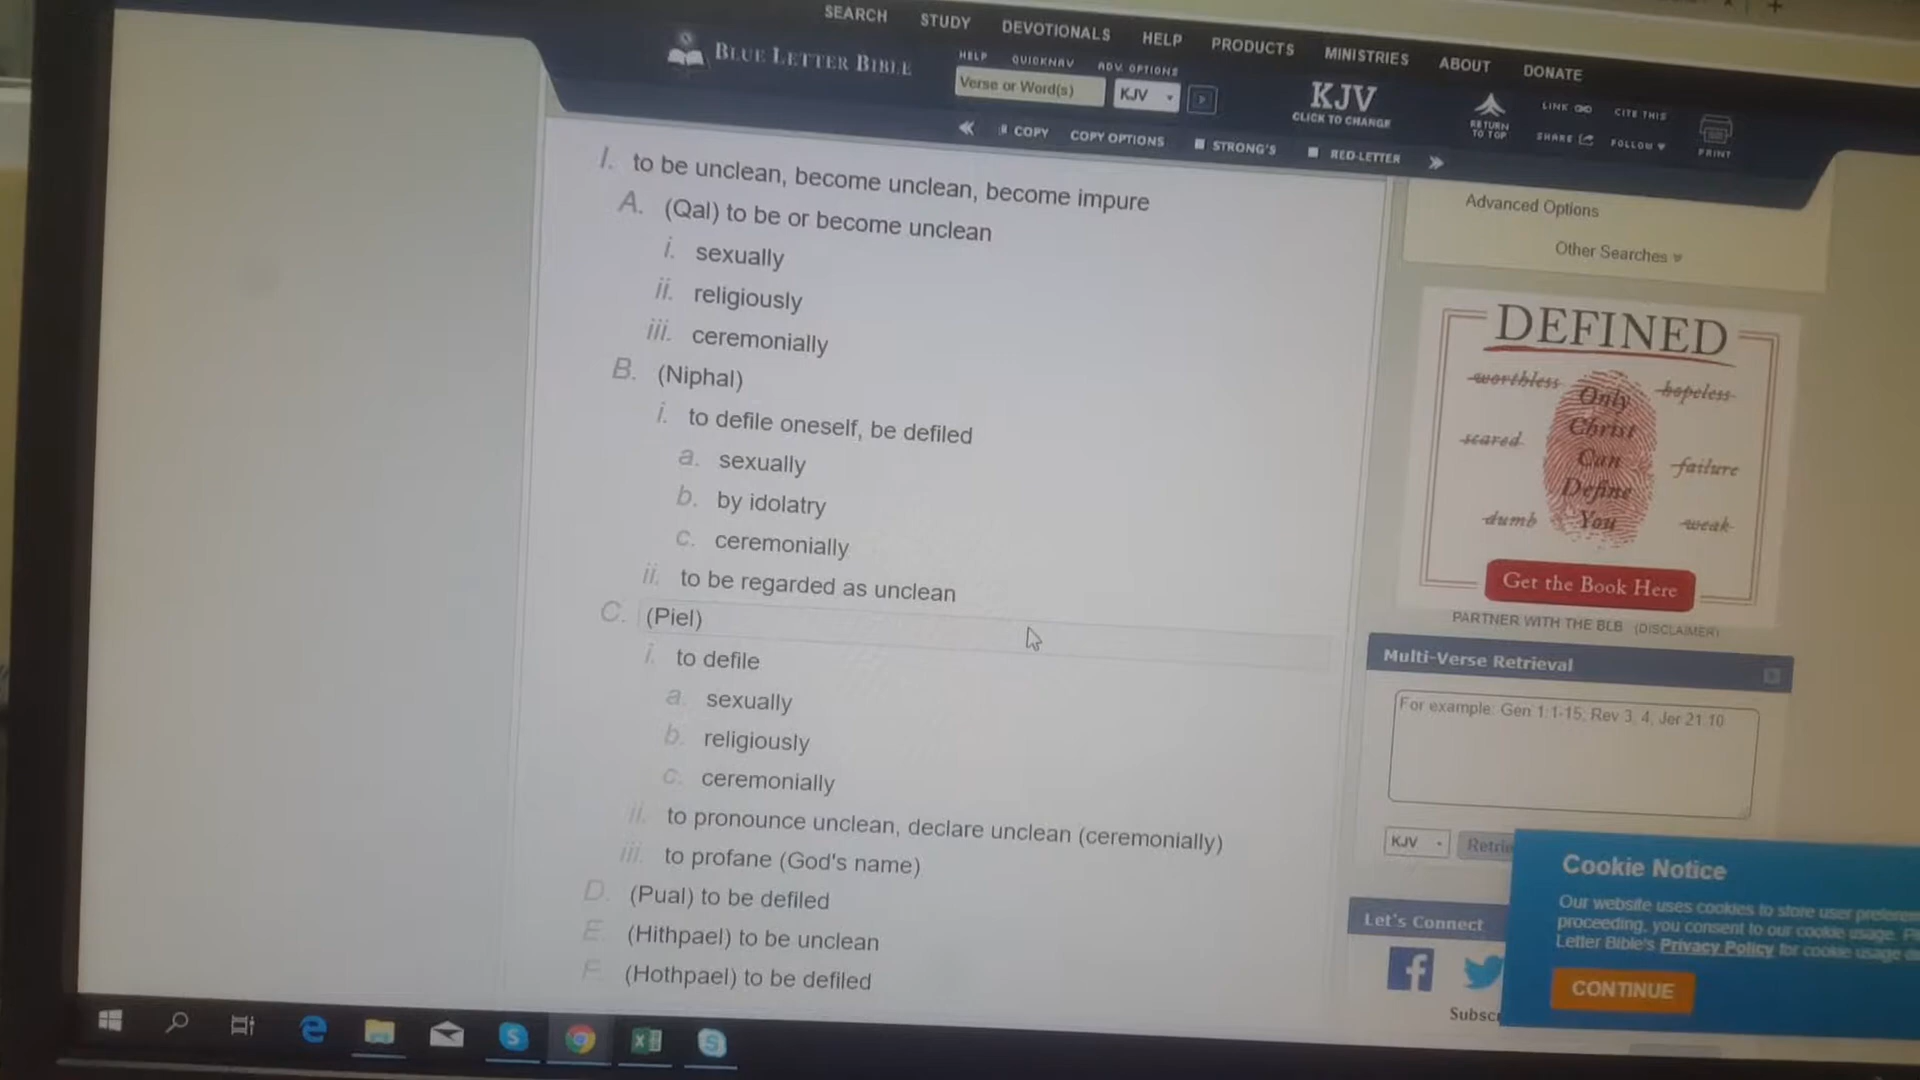 SEARCH STUDY DEVOTIONALS HELP PRODUCTS MINISTRIES ABOUT DONATE
BLUE LETTER BIBLE
HELP QUICKNAV ADV. OPTIONS
Verse or Word(s) KJV
KJV
CLICK TO CHANGE
RETURN
TO TOP
LINK CITE THIS
SHARE FOLLOW
PRINT
COPY COPY OPTIONS STRONG'S RED-LETTER
I. to be unclean, become unclean, become impure
A. (Qal) to be or become unclean
i. sexually
ii. religiously
iii. ceremonially
B. (Niphal)
i. to defile oneself, be defiled
a. sexually
b. by idolatry
c. ceremonially
ii. to be regarded as unclean
C. (Piel)
i. to defile
a. sexually
b. religiously
c. ceremonially
ii. to pronounce unclean, declare unclean (ceremonially)
iii. to profane (God's name)
D. (Pual) to be defiled
E. (Hithpael) to be unclean
F. (Hothpael) to be defiled
Advanced Options
Other Searches
DEFINED
worthless hopeless
scared failure
dumb weak
Only
Christ
Can
Define
You
Get the Book Here
PARTNER WITH THE BLB (DISCLAIMER)
Multi-Verse Retrieval
For example: Gen 1:1-15; Rev 3, 4; Jer 21:10
KJV Retrie
Let's Connect
Subsc
Cookie Notice
Our website uses cookies to store user
proceeding, you consent to our cookie usage.
Letter Bible's Privacy Policy for cookie usage
CONTINUE